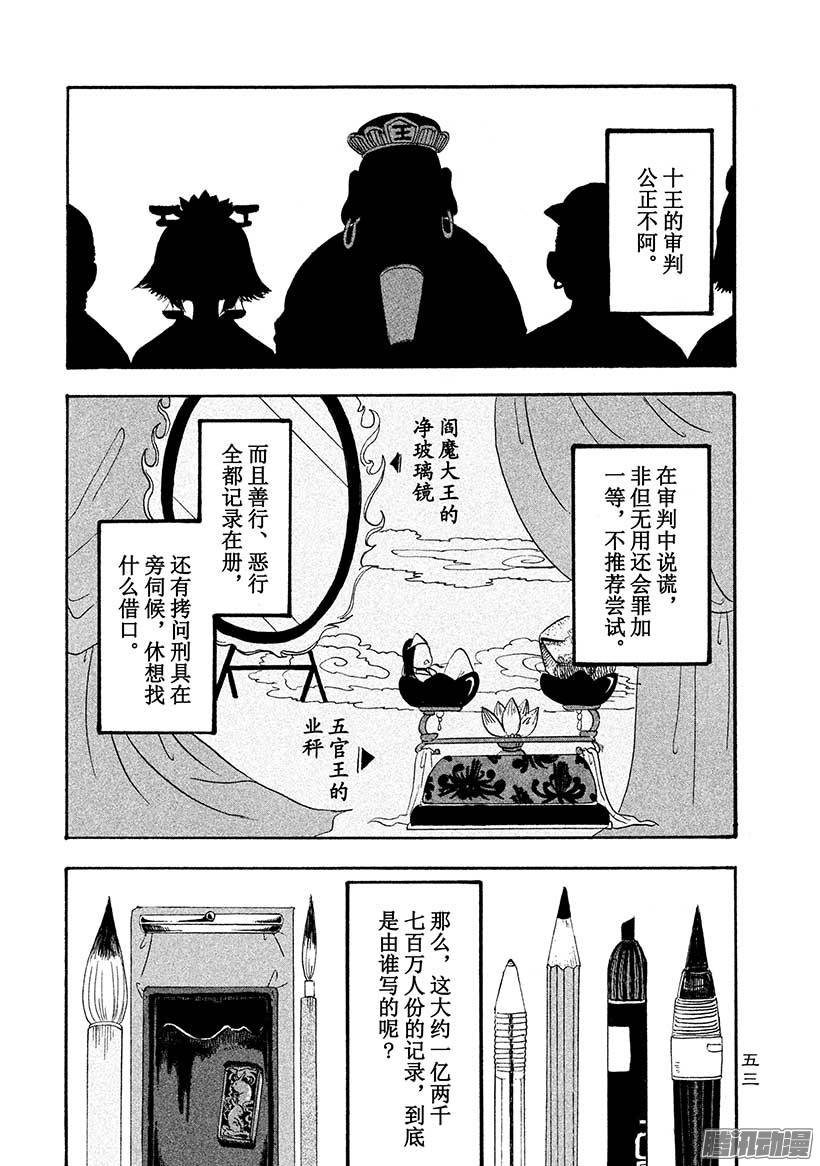 王
十王的审判
公正不阿。
在审判中说谎，
非但无用还会罪加
一等，不推荐尝试。
阎魔大王的
净玻璃镜
而且善行、恶行
全都记录在册，
还有拷问刑具在
旁伺候，休想找
什么借口。
五官王的
业秤
那么，这大约一亿两千
七百万人份的记录，到底
是由谁写的呢？
五三
腾讯动漫